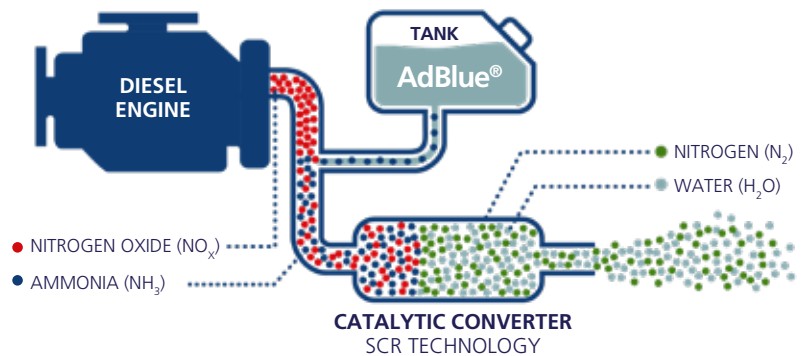 TANK
AdBlue®
DIESEL
ENGINE
NITROGEN (N₂)
WATER (H₂O)
NITROGEN OXIDE (NOₓ)
AMMONIA (NH₃)
CATALYTIC CONVERTER
SCR TECHNOLOGY